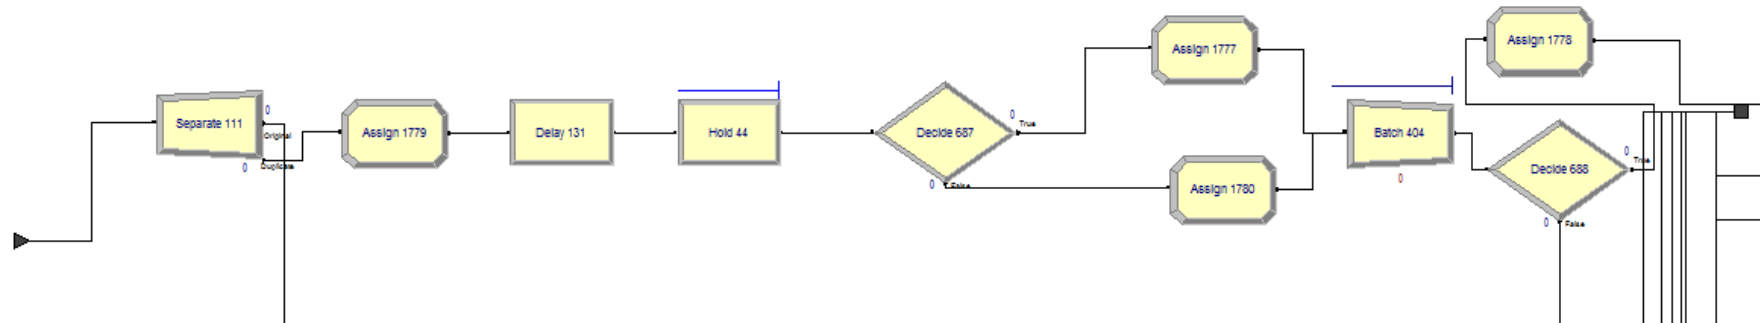 Separate 111
0
Original
0
Duplicate
Assign 1779
Delay 131
Hold 44
Decide 687
0
True
0
False
Assign 1777
Assign 1780
Batch 404
0
Decide 688
0
True
0
False
Assign 1778